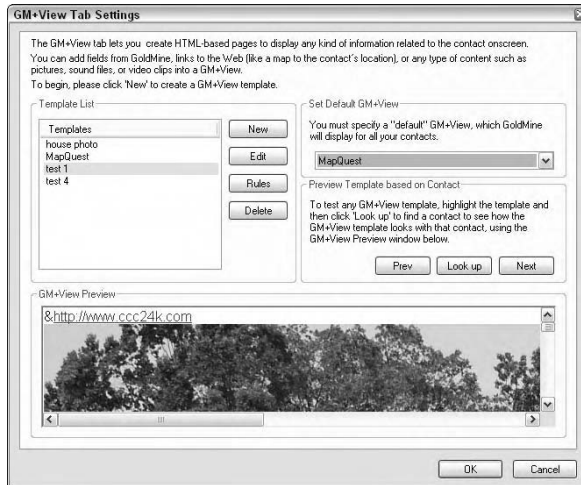 GM+View Tab Settings
The GM+View tab lets you create HTML-based pages to display any kind of information related to the contact onscreen.
You can add fields from GoldMine, links to the Web (like a map to the contact's location), or any type of content such as
pictures, sound files, or video clips into a GM+View.
To begin, please click 'New' to create a GM+View template.
Template List
Templates
house photo
MapQuest
test 1
test 4
New
Edit
Rules
Delete
Set Default GM+View
You must specify a "default" GM+View, which GoldMine
will display for all your contacts.
MapQuest
Preview Template based on Contact
To test any GM+View template, highlight the template and
then click 'Look up' to find a contact to see how the
GM+View template looks with that contact, using the
GM+View Preview window below.
Prev
Look up
Next
GM+View Preview
&http://www.ccc24k.com
OK
Cancel